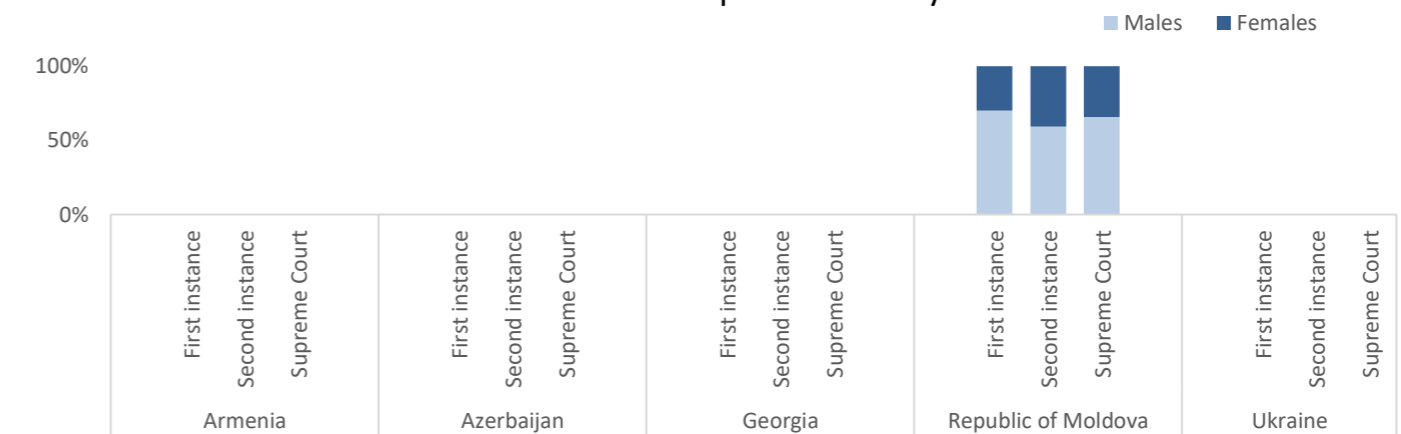 Males Females
100%
50%
0%
First instance
Second instance
Supreme Court
First instance
Second instance
Supreme Court
First instance
Second instance
Supreme Court
First instance
Second instance
Supreme Court
First instance
Second instance
Supreme Court
Armenia Azerbaijan Georgia Republic of Moldova Ukraine